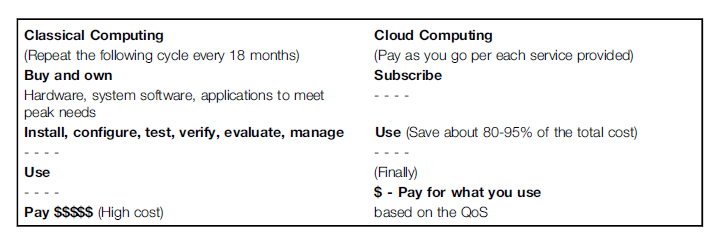 Classical Computing
(Repeat the following cycle every 18 months)
Buy and own
Hardware, system software, applications to meet
peak needs
Install, configure, test, verify, evaluate, manage
- - - -
Use
- - - -
Pay $$$$$ (High cost)
Cloud Computing
(Pay as you go per each service provided)
Subscribe
- - - -
Use (Save about 80-95% of the total cost)
- - - -
(Finally)
$ - Pay for what you use
based on the QoS